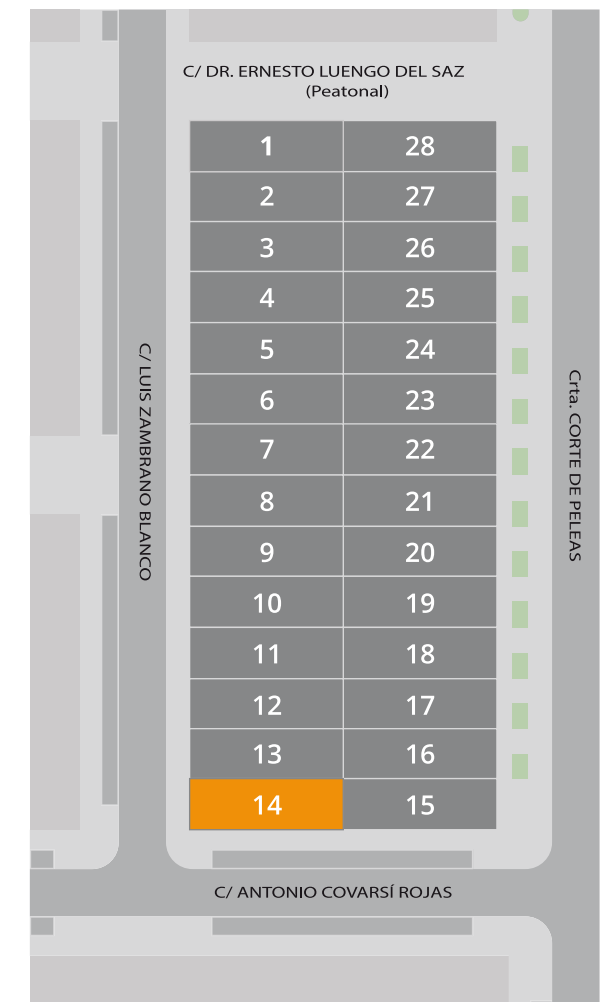 C/ DR. ERNESTO LUENGO DEL SAZ
(Peatonal)
1 28
2 27
3 26
4 25
5 24
6 23
7 22
8 21
9 20
10 19
11 18
12 17
13 16
14 15
C/ LUIS ZAMBRANO BLANCO
Crta. CORTE DE PELEAS
C/ ANTONIO COVARSÍ ROJAS